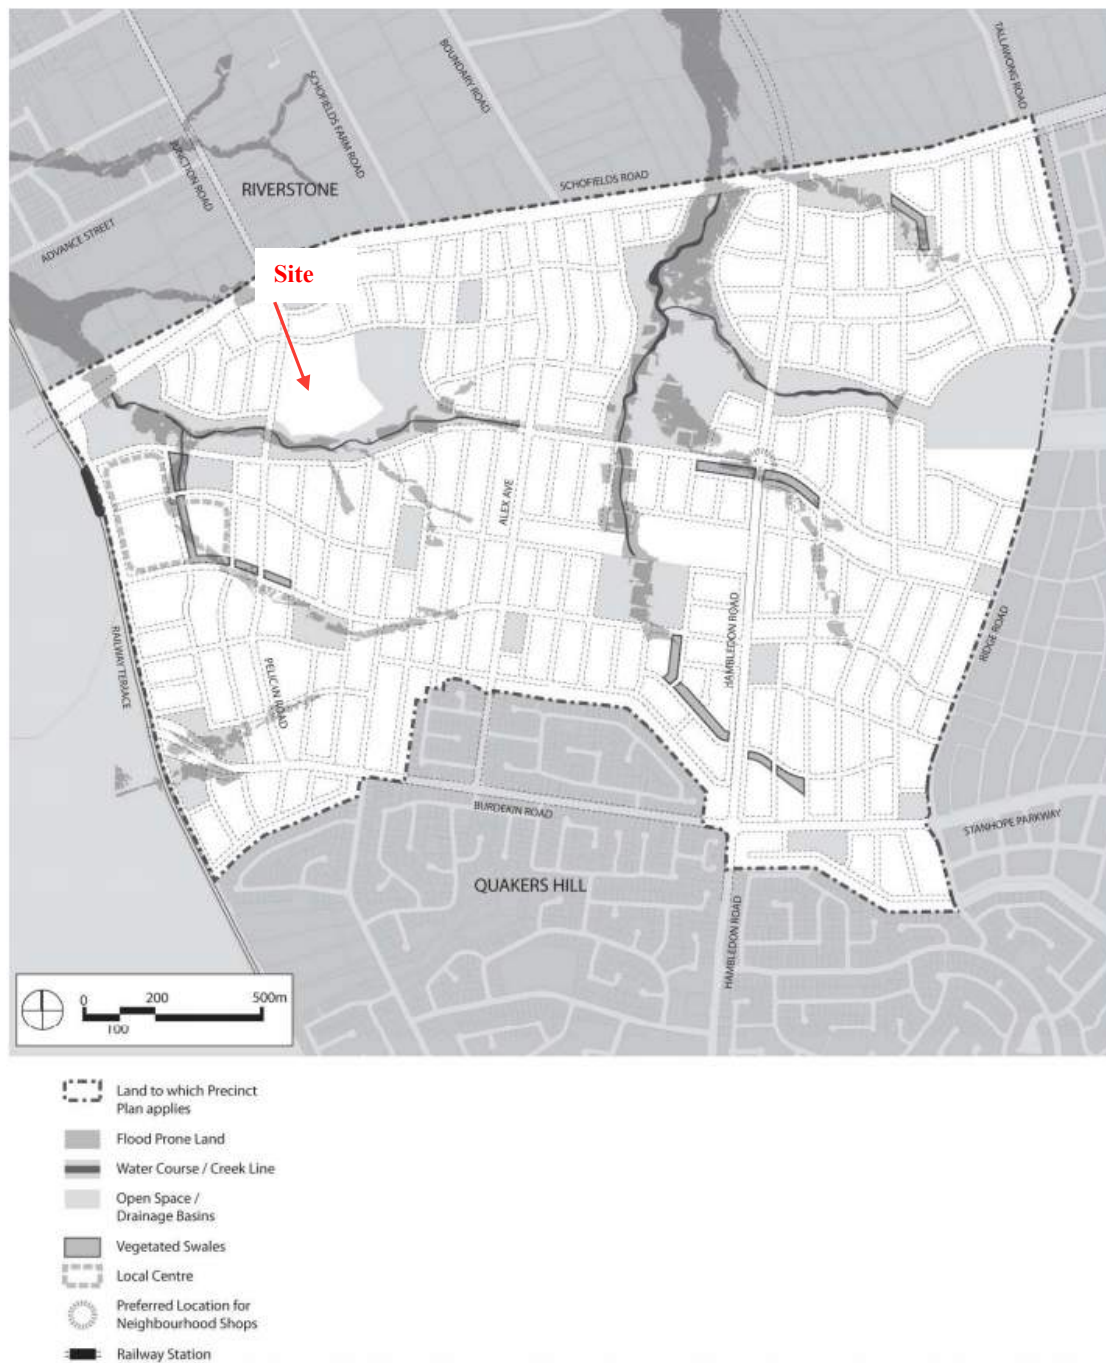 TALLAWONG ROAD
BOUNDARY ROAD
SCHOFIELDS FARM ROAD
JUNCTION ROAD
RIVERSTONE
SCHOFIELDS ROAD
ADVANCE STREET
Site
ALEX AVE
HAMBLEDON ROAD
RIDGE ROAD
RAILWAY TERRACE
PELICAN ROAD
BURDEKIN ROAD
STANHOPE PARKWAY
QUAKERS HILL
HAMBLEDON ROAD
0 200 500m
100
Land to which Precinct
Plan applies
Flood Prone Land
Water Course / Creek Line
Open Space /
Drainage Basins
Vegetated Swales
Local Centre
Preferred Location for
Neighbourhood Shops
Railway Station